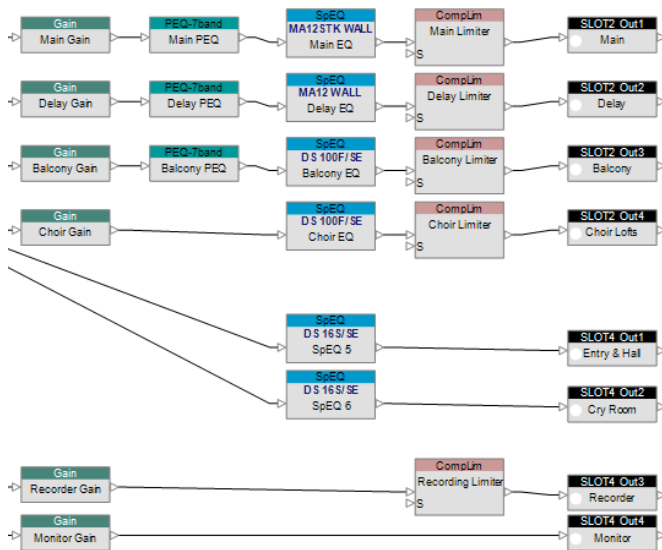 Gain
Main Gain
PEQ-7band
Main PEQ
SpEQ
MA12STK WALL
Main EQ
CompLim
Main Limiter
S
SLOT2 Out1
Main
Gain
Delay Gain
PEQ-7band
Delay PEQ
SpEQ
MA12 WALL
Delay EQ
CompLim
Delay Limiter
S
SLOT2 Out2
Delay
Gain
Balcony Gain
PEQ-7band
Balcony PEQ
SpEQ
DS 100F/SE
Balcony EQ
CompLim
Balcony Limiter
S
SLOT2 Out3
Balcony
Gain
Choir Gain
SpEQ
DS 100F/SE
Choir EQ
CompLim
Choir Limiter
S
SLOT2 Out4
Choir Lofts
SpEQ
DS 16S/SE
SpEQ 5
SLOT4 Out1
Entry & Hall
SpEQ
DS 16S/SE
SpEQ 6
SLOT4 Out2
Cry Room
Gain
Recorder Gain
CompLim
Recording Limiter
S
SLOT4 Out3
Recorder
Gain
Monitor Gain
SLOT4 Out4
Monitor